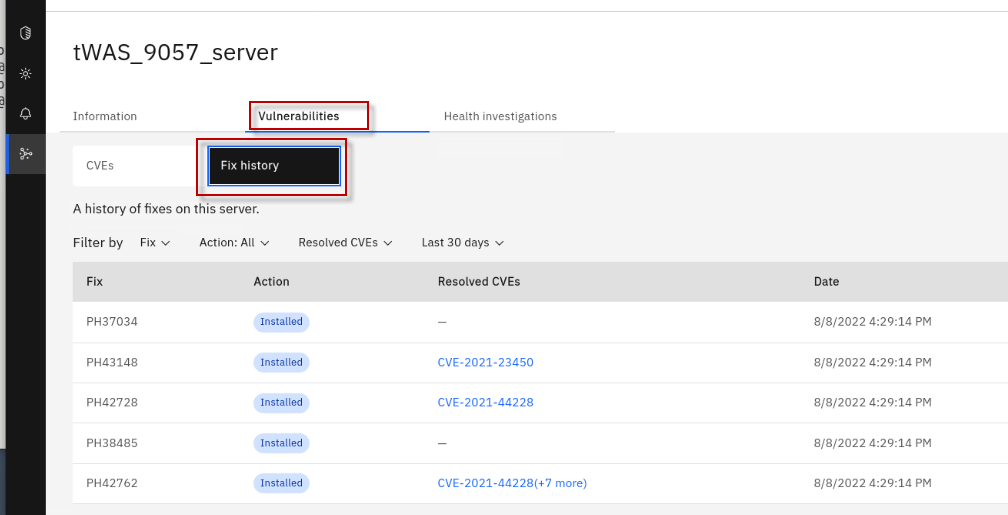 tWAS_9057_server
Information Vulnerabilities Health investigations
CVEs Fix history
A history of fixes on this server.
Filter by Fix Action: All Resolved CVEs Last 30 days
Fix Action Resolved CVEs Date
PH37034 Installed — 8/8/2022 4:29:14 PM
PH43148 Installed CVE-2021-23450 8/8/2022 4:29:14 PM
PH42728 Installed CVE-2021-44228 8/8/2022 4:29:14 PM
PH38485 Installed — 8/8/2022 4:29:14 PM
PH42762 Installed CVE-2021-44228(+7 more) 8/8/2022 4:29:14 PM